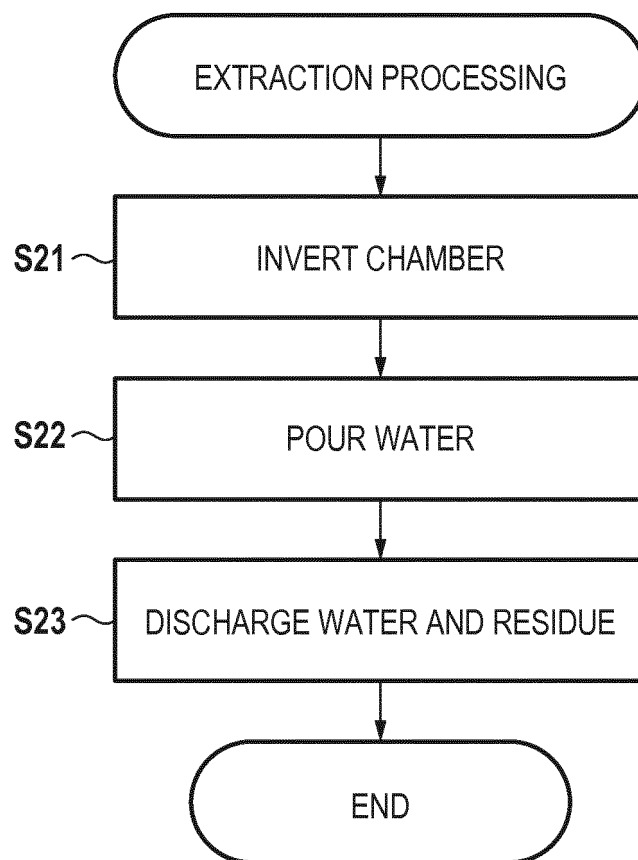 EXTRACTION PROCESSING
S21 INVERT CHAMBER
S22 POUR WATER
S23 DISCHARGE WATER AND RESIDUE
END